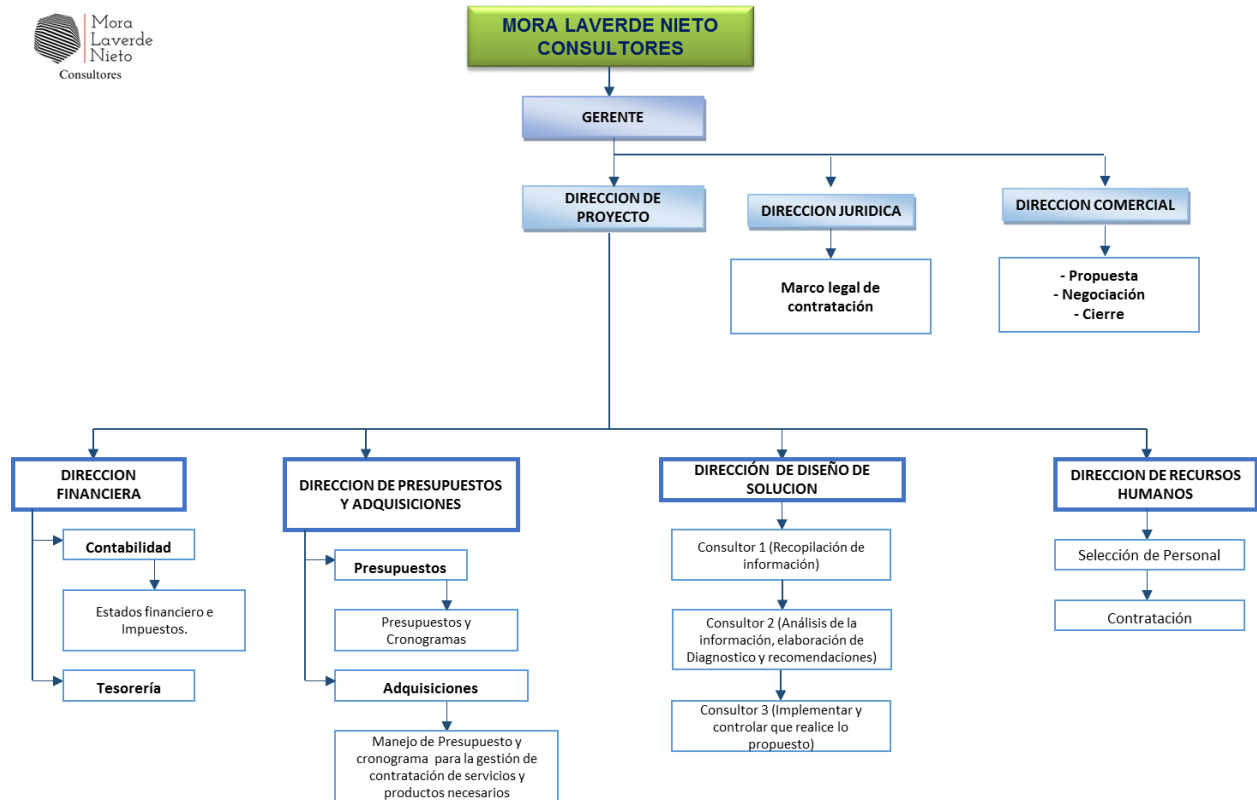 Mora
Laverde
Nieto
Consultores
MORA LAVERDE NIETO
CONSULTORES
GERENTE
DIRECCION DE
PROYECTO
DIRECCION JURIDICA
DIRECCION COMERCIAL
Marco legal de
contratación
- Propuesta
- Negociación
- Cierre
DIRECCION
FINANCIERA
DIRECCION DE PRESUPUESTOS
Y ADQUISICIONES
DIRECCIÓN DE DISEÑO DE
SOLUCION
DIRECCION DE RECURSOS
HUMANOS
Contabilidad
Estados financiero e
Impuestos.
Tesorería
Presupuestos
Presupuestos y
Cronogramas
Adquisiciones
Manejo de Presupuesto y
cronograma para la gestión de
contratación de servicios y
productos necesarios
Consultor 1 (Recopilación de
información)
Consultor 2 (Análisis de la
información, elaboración de
Diagnostico y recomendaciones)
Consultor 3 (Implementar y
controlar que realice lo
propuesto)
Selección de Personal
Contratación